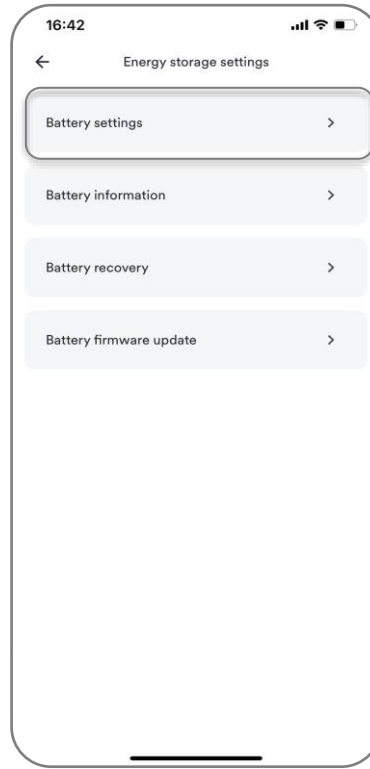 16:42
Energy storage settings
Battery settings
Battery information
Battery recovery
Battery firmware update